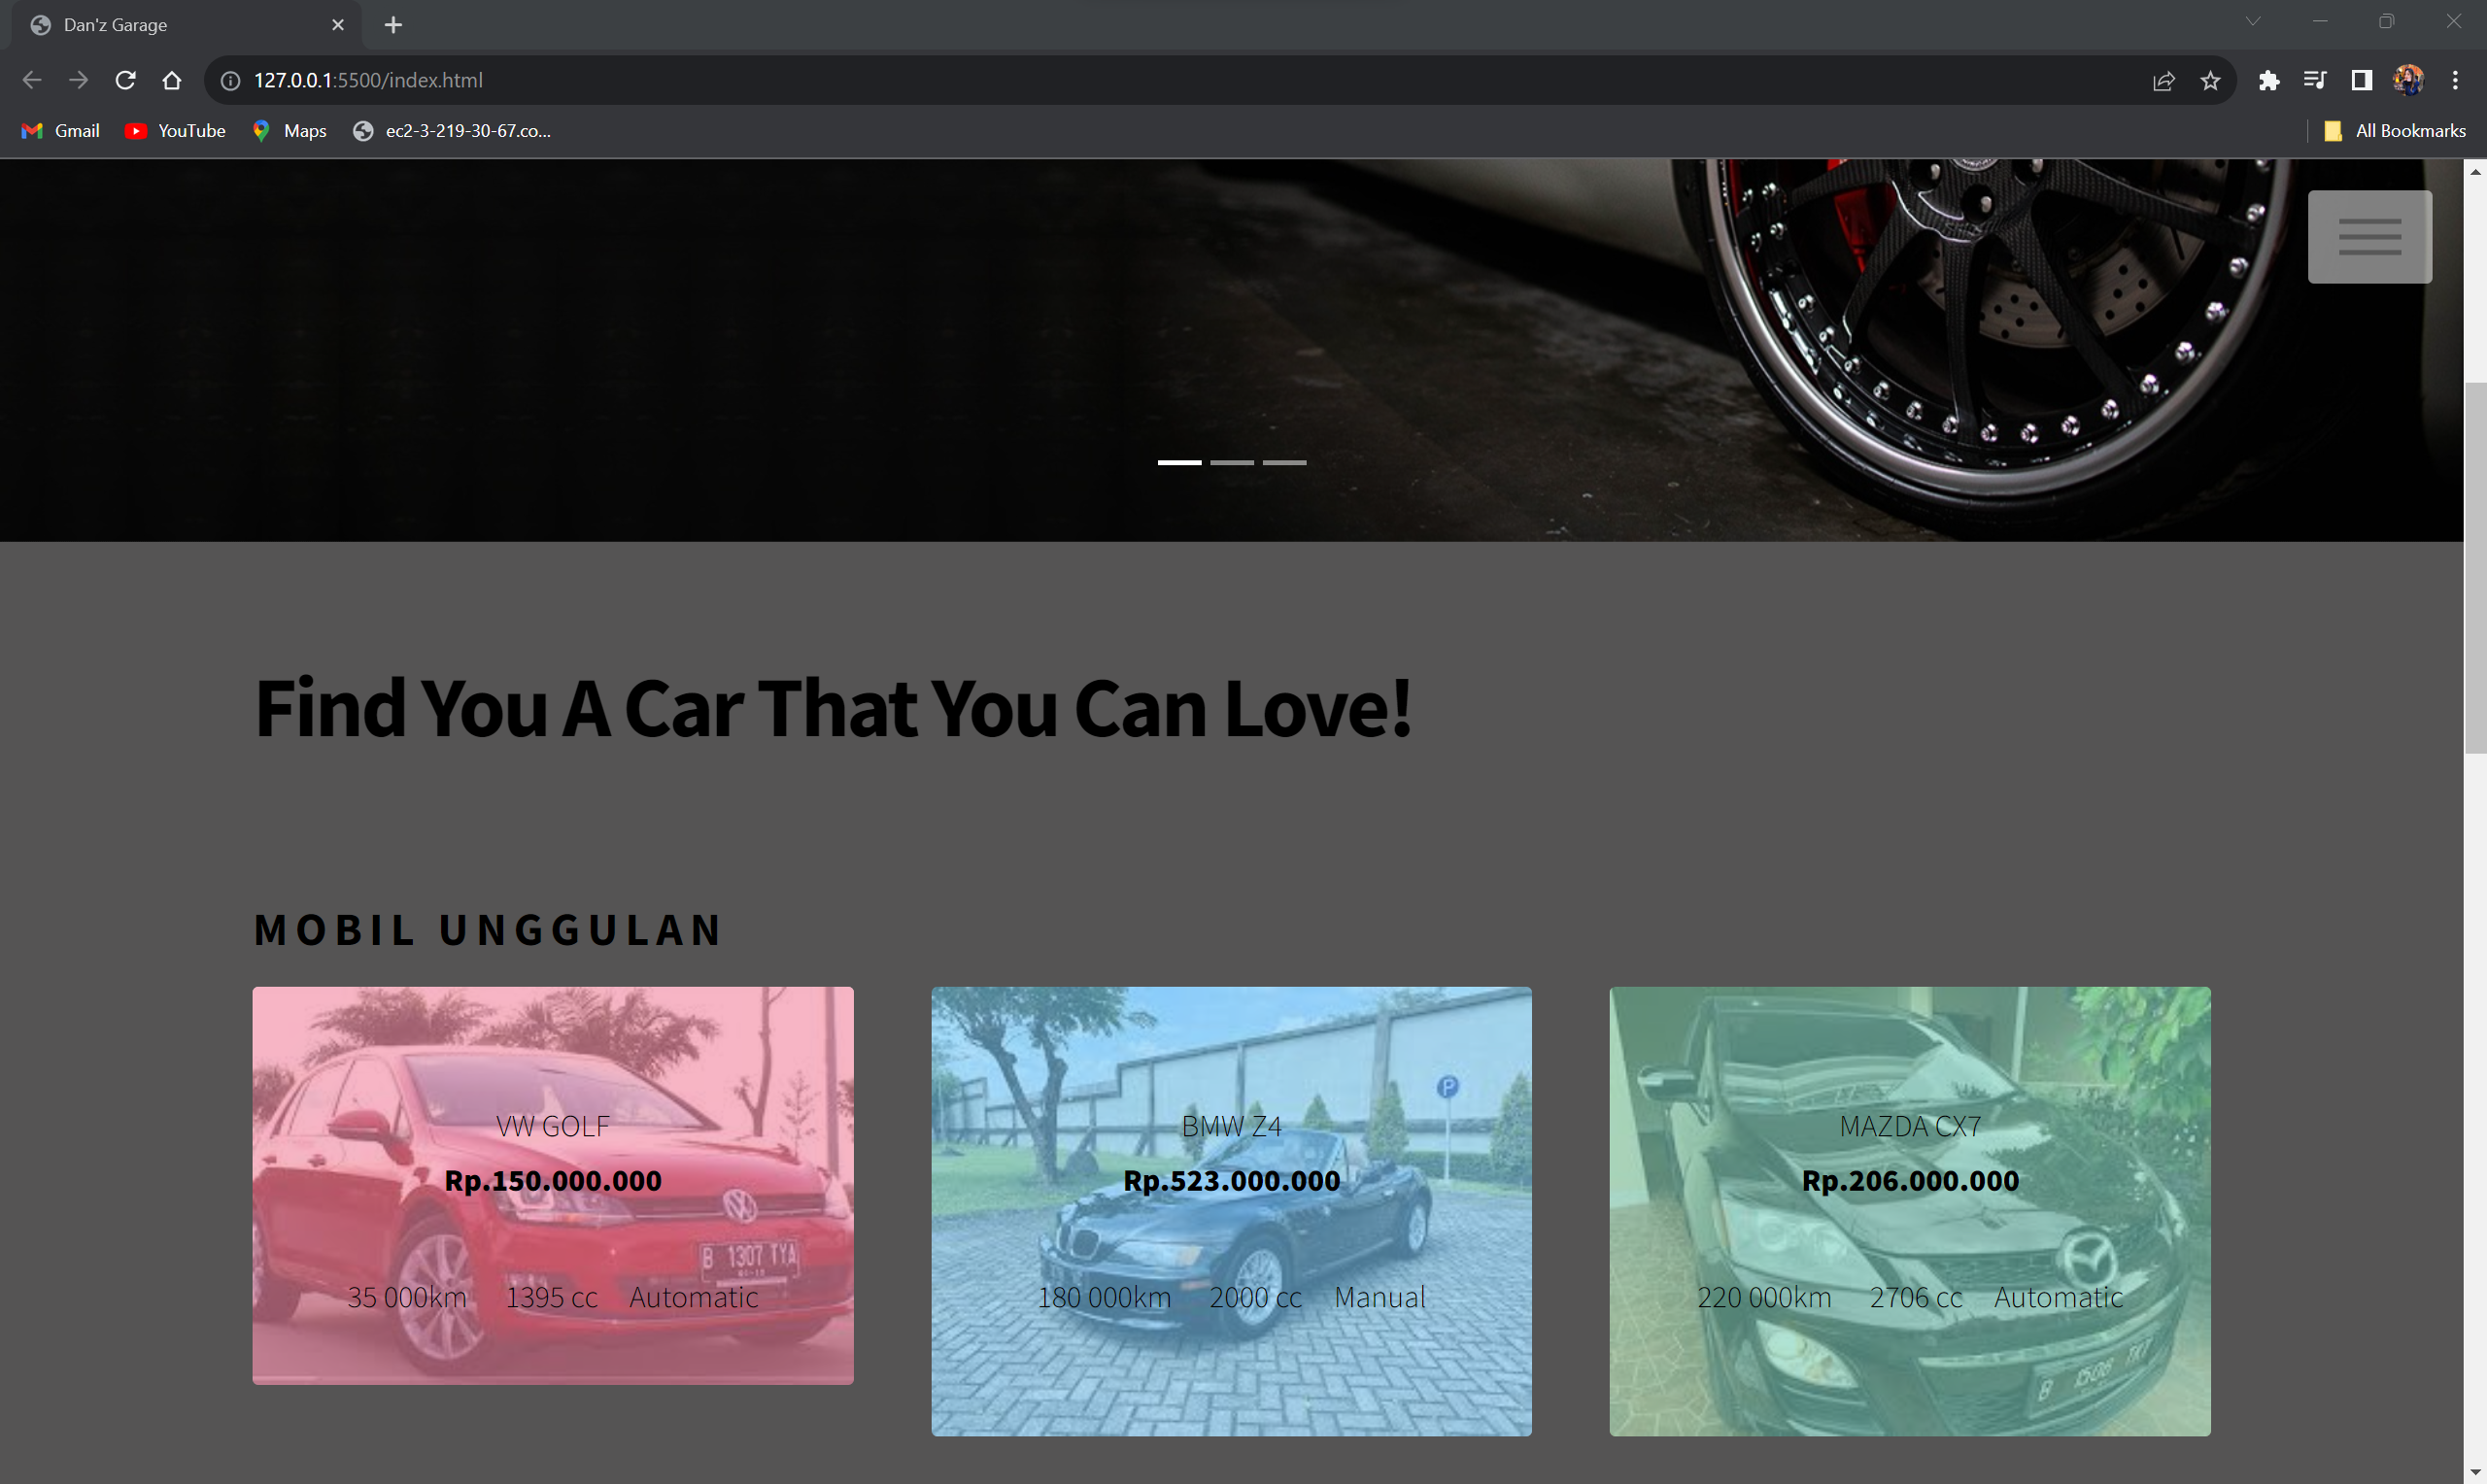 Dan'z Garage
127.0.0.1:5500/index.html
Gmail YouTube Maps ec2-3-219-30-67.co... All Bookmarks
Find You A Car That You Can Love!
MOBIL UNGGULAN
VW GOLF
Rp.150.000.000
B 1307 TYA
35 000km 1395 cc Automatic
BMW Z4
Rp.523.000.000
P
180 000km 2000 cc Manual
MAZDA CX7
Rp.206.000.000
220 000km 2706 cc Automatic
B